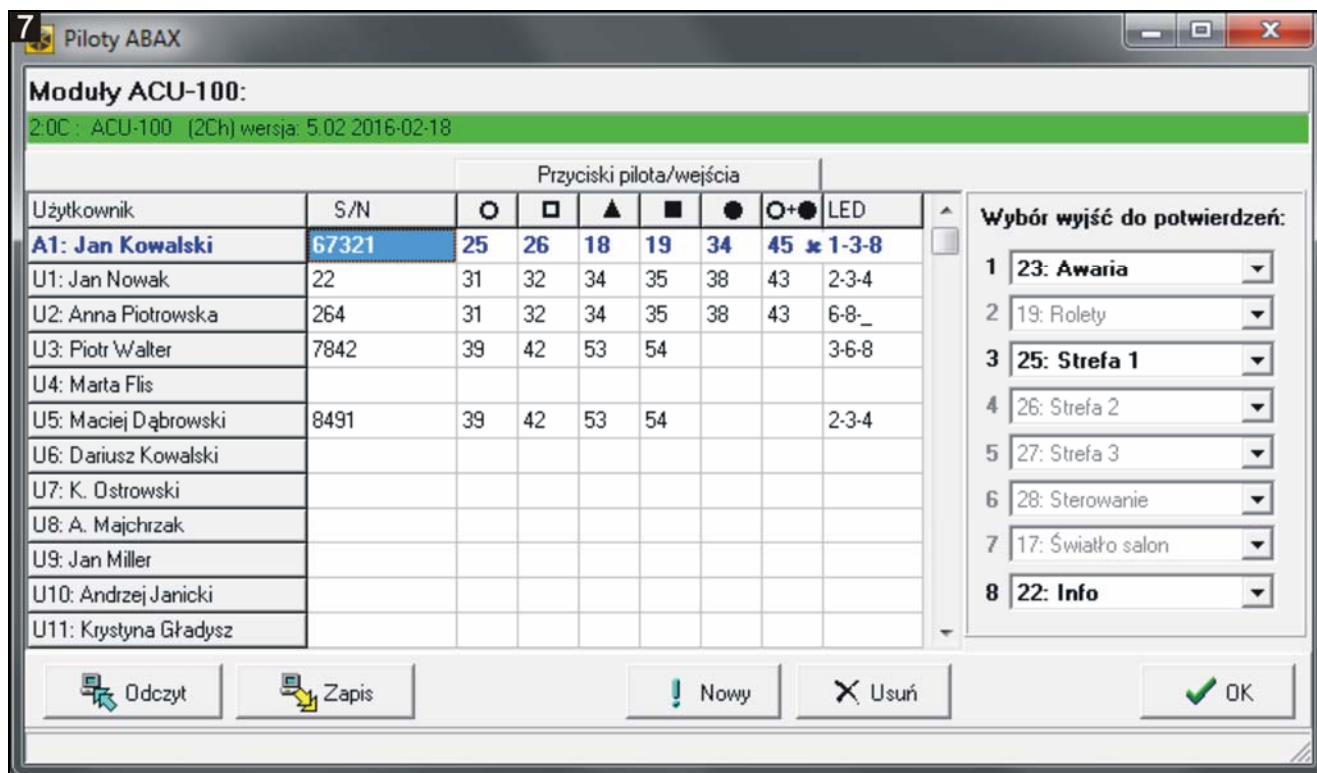 7
Piloty ABAX
Moduły ACU-100:
2:0C : ACU-100 (2Ch) wersja: 5.02 2016-02-18
Przyciski pilota/wejścia
Użytkownik S/N ○ □ ▲ ■ ● ○+● LED
A1: Jan Kowalski 67321 25 26 18 19 34 45 × 1-3-8
U1: Jan Nowak 22 31 32 34 35 38 43 2-3-4
U2: Anna Piotrowska 264 31 32 34 35 38 43 6-8-_
U3: Piotr Walter 7842 39 42 53 54 3-6-8
U4: Marta Flis
U5: Maciej Dąbrowski 8491 39 42 53 54 2-3-4
U6: Dariusz Kowalski
U7: K. Ostrowski
U8: A. Majchrzak
U9: Jan Miller
U10: Andrzej Janicki
U11: Krystyna Gładysz
Wybór wyjść do potwierdzeń:
1 23: Awaria
2 19: Rolety
3 25: Strefa 1
4 26: Strefa 2
5 27: Strefa 3
6 28: Sterowanie
7 17: Światło salon
8 22: Info
Odczyt Zapis Nowy Usuń OK